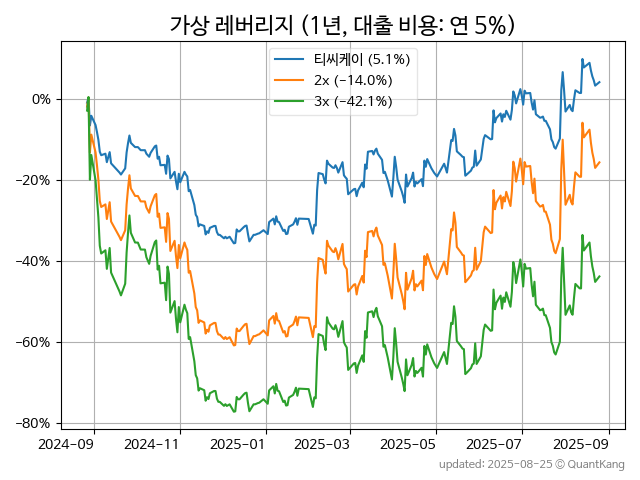 가상 레버리지 (1년, 대출 비용: 연 5%)
티씨케이 (5.1%)
2x (−14.0%)
3x (−42.1%)
0%
−20%
−40%
−60%
−80%
2024-09 2024-11 2025-01 2025-03 2025-05 2025-07 2025-09
updated: 2025-08-25 ⓒ QuantKang